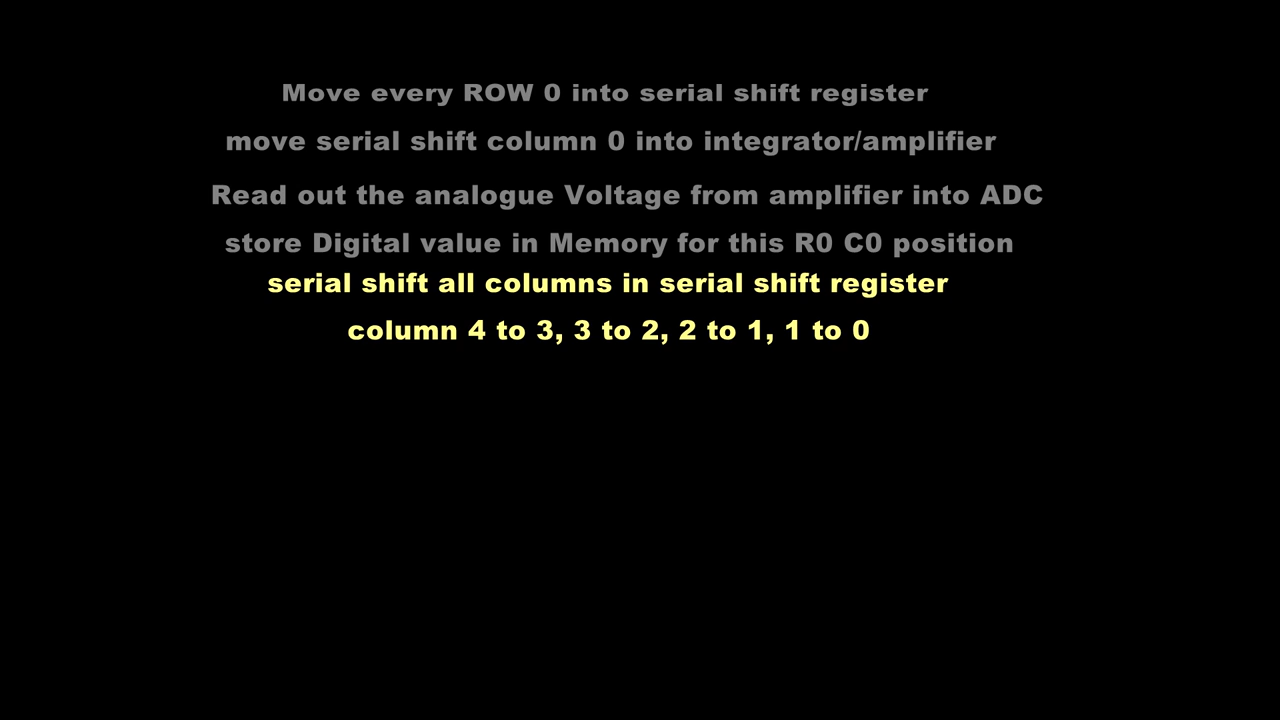 Move every ROW 0 into serial shift register
move serial shift column 0 into integrator/amplifier
Read out the analogue Voltage from amplifier into ADC
store Digital value in Memory for this R0 C0 position
serial shift all columns in serial shift register
column 4 to 3, 3 to 2, 2 to 1, 1 to 0